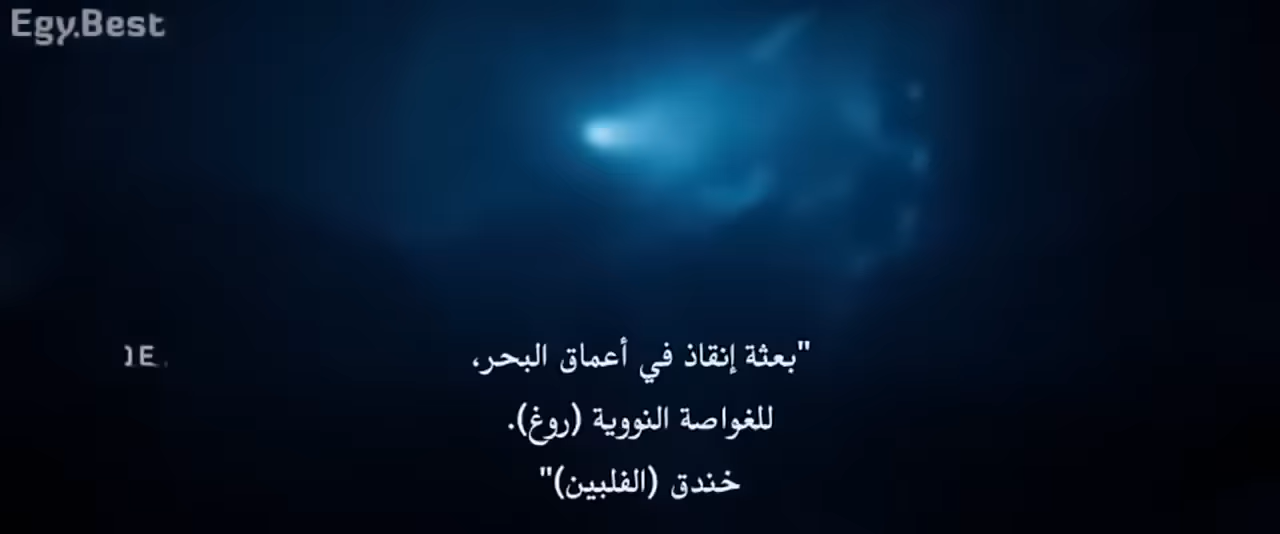 Egy.Best
"بعثة إنقاذ في أعماق البحر،
للغواصة النووية (روغ).
خندق (الفلبين)"